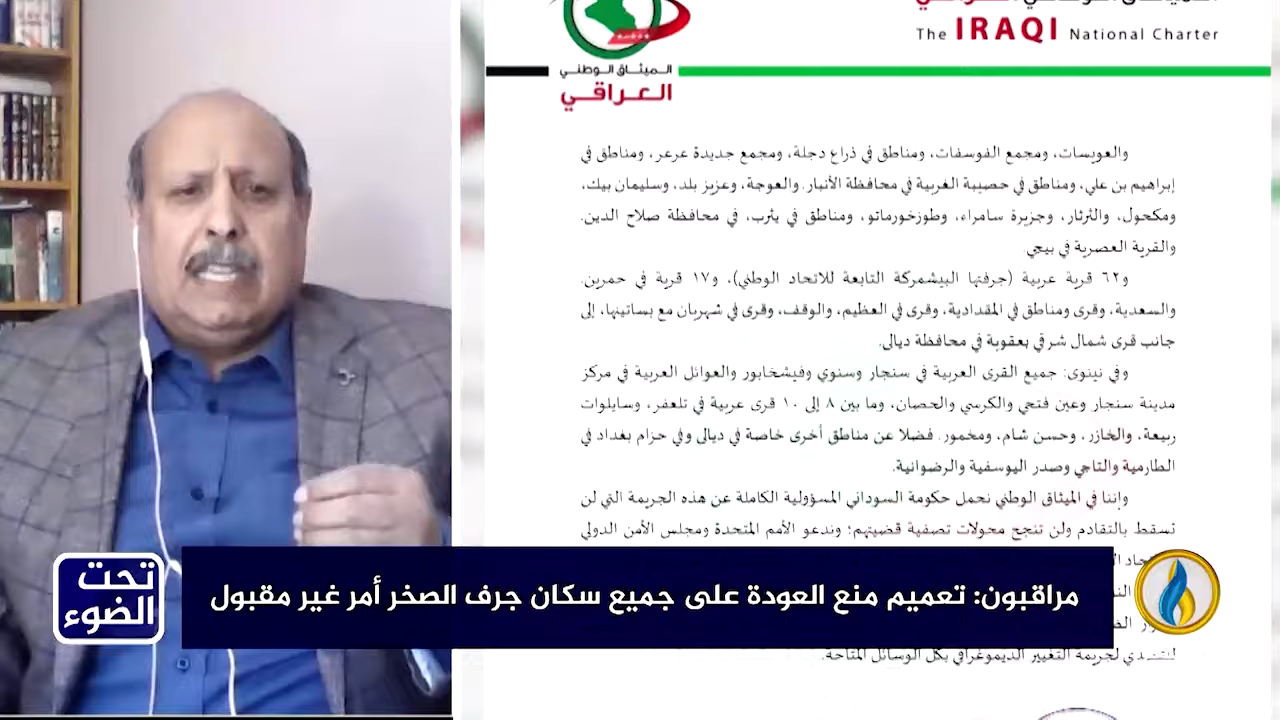 الميثاق الوطني العراقي
The IRAQI National Charter
الميثاق الوطني
العراقي
والعويسات، ومجمع الفوسفات، ومناطق في ذراع دجلة، ومجمع جديدة عرعر، ومناطق في
إبراهيم بن علي، ومناطق في حصيبة الغربية في محافظة الأنبار. والعوجة، وعزيز بلد، وسليمان بيك،
ومكحول، والثرثار، وجزيرة سامراء، وطوزخورماتو، ومناطق في يثرب، في محافظة صلاح الدين.
والقرية العصرية في بيجي.
و٦٢ قرية عربية (جرفتها البيشمركة التابعة للاتحاد الوطني)، و١٧ قرية في حمرين.
والسعدية، وقرى ومناطق في المقدادية، وقرى في العظيم، والوقف، وقرى في شهربان مع بساتينها، إلى
جانب قرى شمال شرقي بعقوبة في محافظة ديالى.
وفي نينوى: جميع القرى العربية في سنجار وسنوني وفيشخابور والعوائل العربية في مركز
مدينة سنجار وعين فتحي والكرسي والحصان، وما بين ٨ إلى ١٠ قرى عربية في تلعفر، وسايلوات
ربيعة، والخازر، وحسن شام، ومخمور. فضلا عن مناطق أخرى خاصة في ديالى وفي حزام بغداد في
الطارمية والتاجي وصدر اليوسفية والرضوانية.
وإننا في الميثاق الوطني نحمل حكومة السوداني المسؤولية الكاملة عن هذه الجريمة التي لن
تسقط بالتقادم ولن تنجح محولات تصفية قضيتهم؛ وندعو الأمم المتحدة ومجلس الأمن الدولي
مراقبون: تعميم منع العودة على جميع سكان جرف الصخر أمر غير مقبول
تحت
الضوء
للتصدي لجريمة التغيير الديموغرافي بكل الوسائل المتاحة.